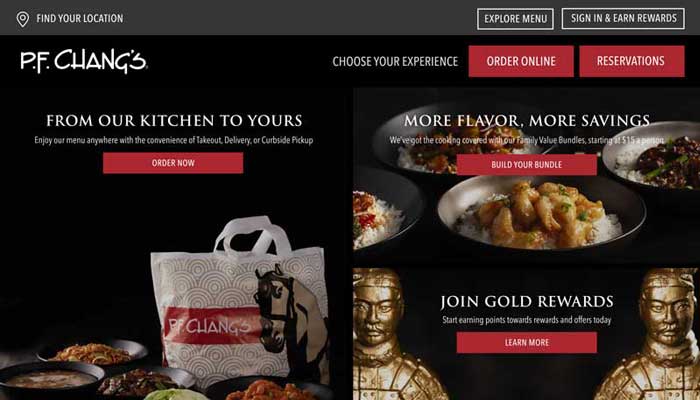 FIND YOUR LOCATION
EXPLORE MENU
SIGN IN & EARN REWARDS
P.F. CHANG'S
CHOOSE YOUR EXPERIENCE
ORDER ONLINE
RESERVATIONS
FROM OUR KITCHEN TO YOURS
Enjoy our menu anywhere with the convenience of Takeout, Delivery, or Curbside Pickup
ORDER NOW
MORE FLAVOR, MORE SAVINGS
We've got the cooking covered with our Family Value Bundles, starting at $15 a person.
BUILD YOUR BUNDLE
P.F. CHANG'S
JOIN GOLD REWARDS
Start earning points towards rewards and offers today
LEARN MORE